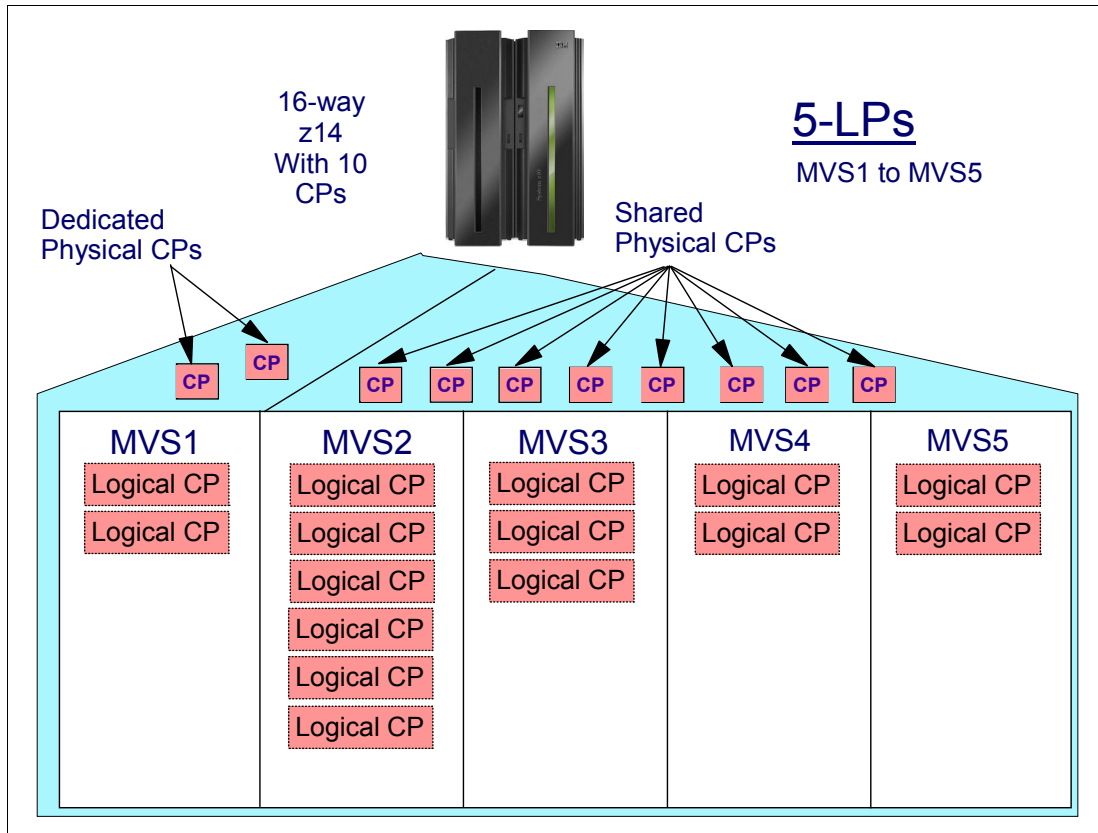 16-way
z14
With 10
CPs
5-LPs
MVS1 to MVS5
Dedicated
Physical CPs
Shared
Physical CPs
CP
CP
CP
CP
CP
CP
CP
CP
CP
CP
MVS1
Logical CP
Logical CP
MVS2
Logical CP
Logical CP
Logical CP
Logical CP
Logical CP
Logical CP
MVS3
Logical CP
Logical CP
Logical CP
MVS4
Logical CP
Logical CP
MVS5
Logical CP
Logical CP